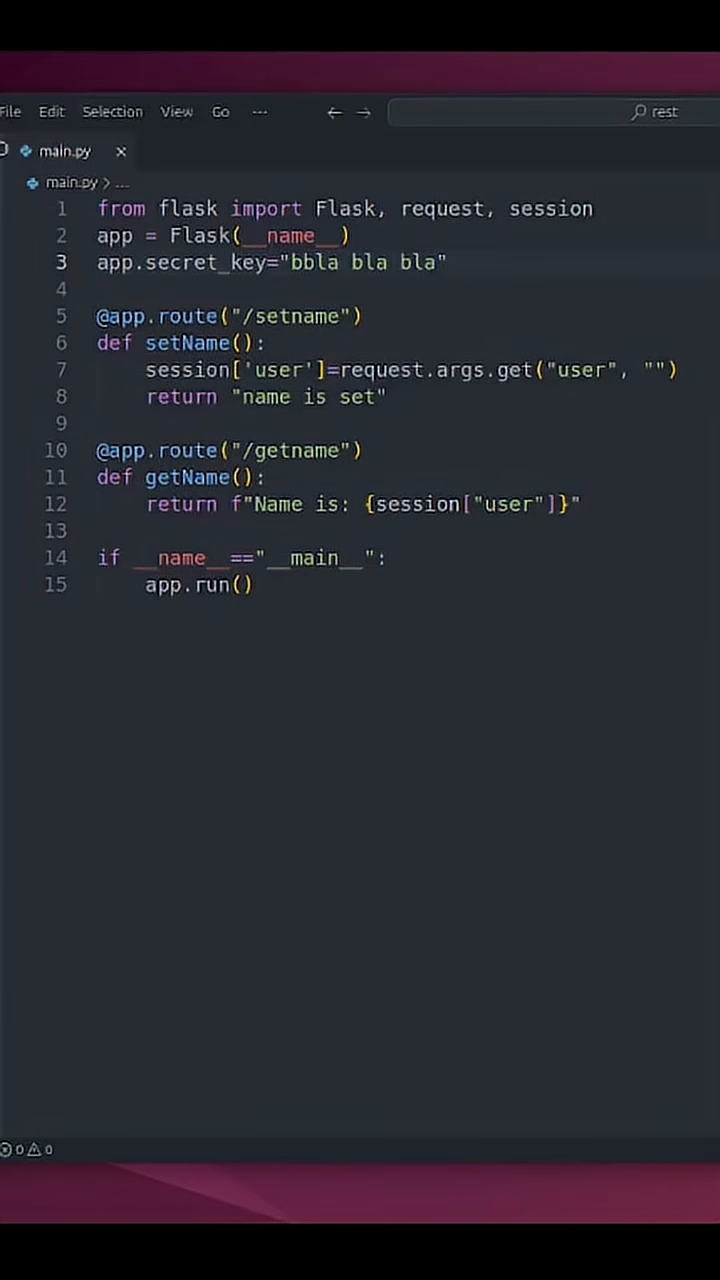 File Edit Selection View Go ··· ← → rest
main.py ×
main.py > ...
1 from flask import Flask, request, session
2 app = Flask(__name__)
3 app.secret_key="bbla bla bla"
4
5 @app.route("/setname")
6 def setName():
7     session['user']=request.args.get("user", "")
8     return "name is set"
9
10 @app.route("/getname")
11 def getName():
12     return f"Name is: {session["user"]}"
13
14 if __name__=="__main__":
15     app.run()
0 0